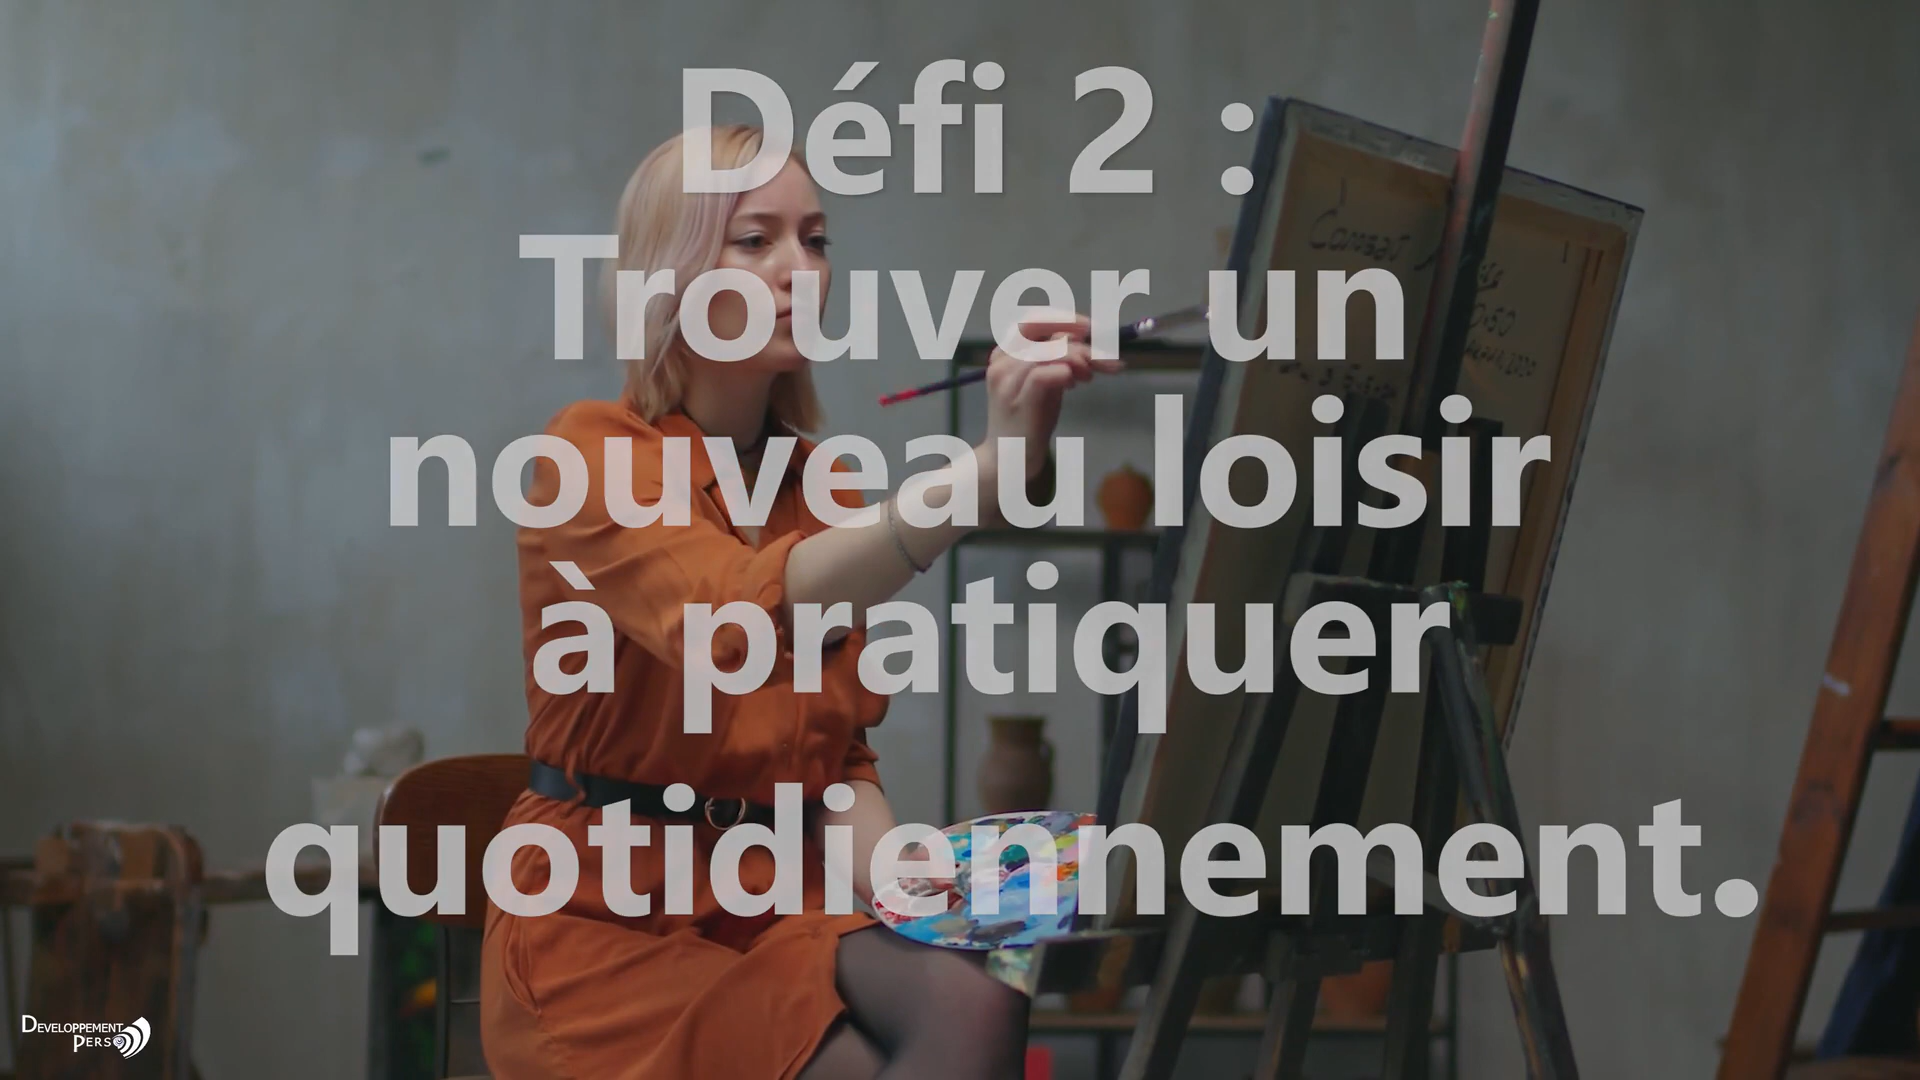 Défi 2 :
Trouver un
nouveau loisir
à pratiquer
quotidiennement.
DEVELOPPEMENT
PERSO